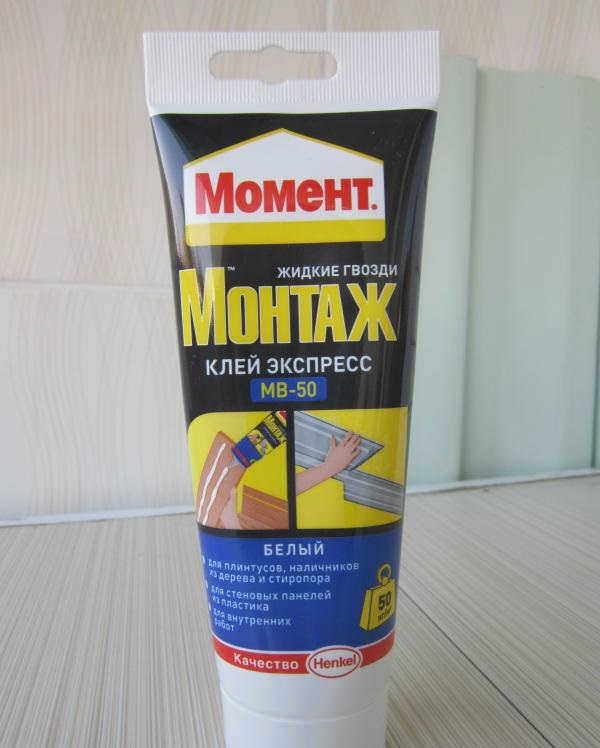 Момент.
ЖИДКИЕ ГВОЗДИ
МОНТАЖ™
КЛЕЙ ЭКСПРЕСС
МВ-50
МОНТАЖ
БЕЛЫЙ
для плинтусов, наличников
из дерева и стиропора
для стеновых панелей
из пластика
для внутренних
работ
50
Качество Henkel